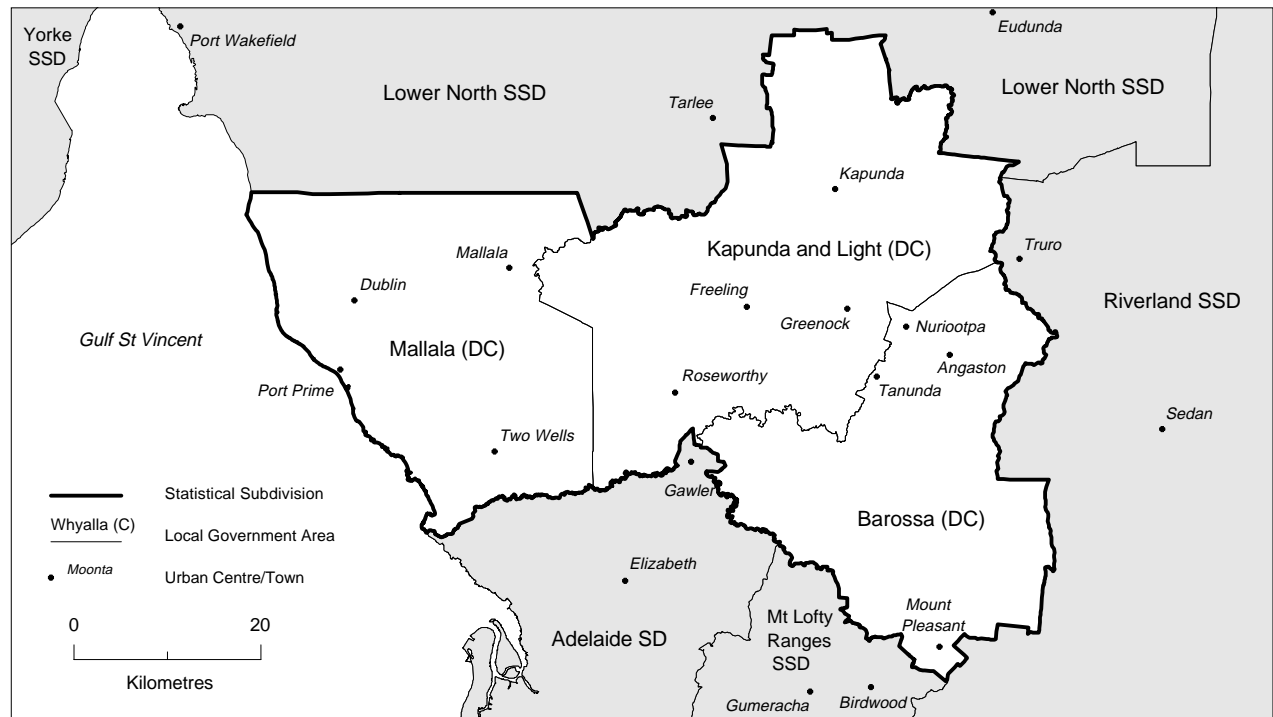 Yorke
SSD
Port Wakefield
Eudunda
Lower North SSD
Lower North SSD
Tarlee
Kapunda
Kapunda and Light (DC)
Truro
Mallala
Dublin
Freeling
Greenock
Riverland SSD
Nuriootpa
Gulf St Vincent
Mallala (DC)
Angaston
Port Prime
Roseworthy
Tanunda
Sedan
Two Wells
Gawler
Statistical Subdivision
Whyalla (C)
Local Government Area
Barossa (DC)
Moonta
Urban Centre/Town
Elizabeth
Mount
Pleasant
Mt Lofty
Ranges
SSD
Adelaide SD
0 20
Kilometres
Gumeracha
Birdwood